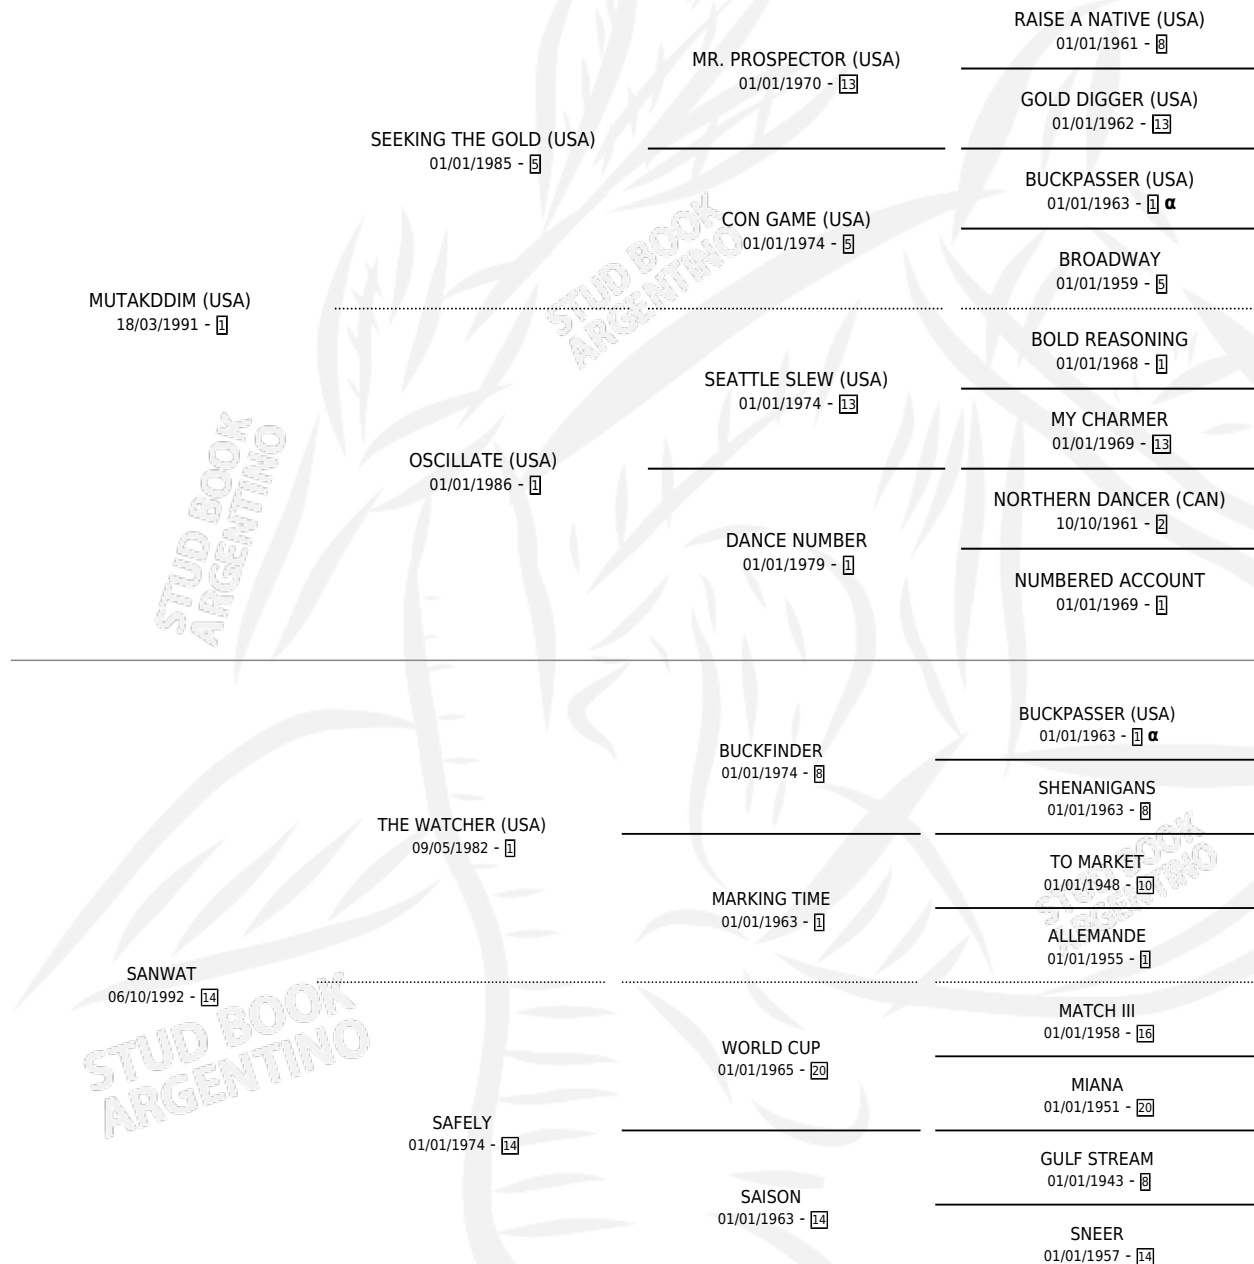 RAISE A NATIVE (USA)
01/01/1961 - 8
MR. PROSPECTOR (USA)
01/01/1970 - 13
GOLD DIGGER (USA)
01/01/1962 - 13
SEEKING THE GOLD (USA)
01/01/1985 - 5
BUCKPASSER (USA)
01/01/1963 - 1 α
CON GAME (USA)
01/01/1974 - 5
BROADWAY
01/01/1959 - 5
MUTAKDDIM (USA)
18/03/1991 - 1
BOLD REASONING
01/01/1968 - 1
SEATTLE SLEW (USA)
01/01/1974 - 13
MY CHARMER
01/01/1969 - 13
OSCILLATE (USA)
01/01/1986 - 1
NORTHERN DANCER (CAN)
10/10/1961 - 2
DANCE NUMBER
01/01/1979 - 1
NUMBERED ACCOUNT
01/01/1969 - 1
BUCKPASSER (USA)
01/01/1963 - 1 α
BUCKFINDER
01/01/1974 - 8
SHENANIGANS
01/01/1963 - 8
THE WATCHER (USA)
09/05/1982 - 1
TO MARKET
01/01/1948 - 10
MARKING TIME
01/01/1963 - 1
ALLEMANDE
01/01/1955 - 1
SANWAT
06/10/1992 - 14
MATCH III
01/01/1958 - 16
WORLD CUP
01/01/1965 - 20
MIANA
01/01/1951 - 20
SAFELY
01/01/1974 - 14
GULF STREAM
01/01/1943 - 8
SAISON
01/01/1963 - 14
SNEER
01/01/1957 - 14
STUD BOOK
ARGENTINO
STUD BOOK
ARGENTINO
STUD BOOK
ARGENTINO
STUD BOOK
ARGENTINO